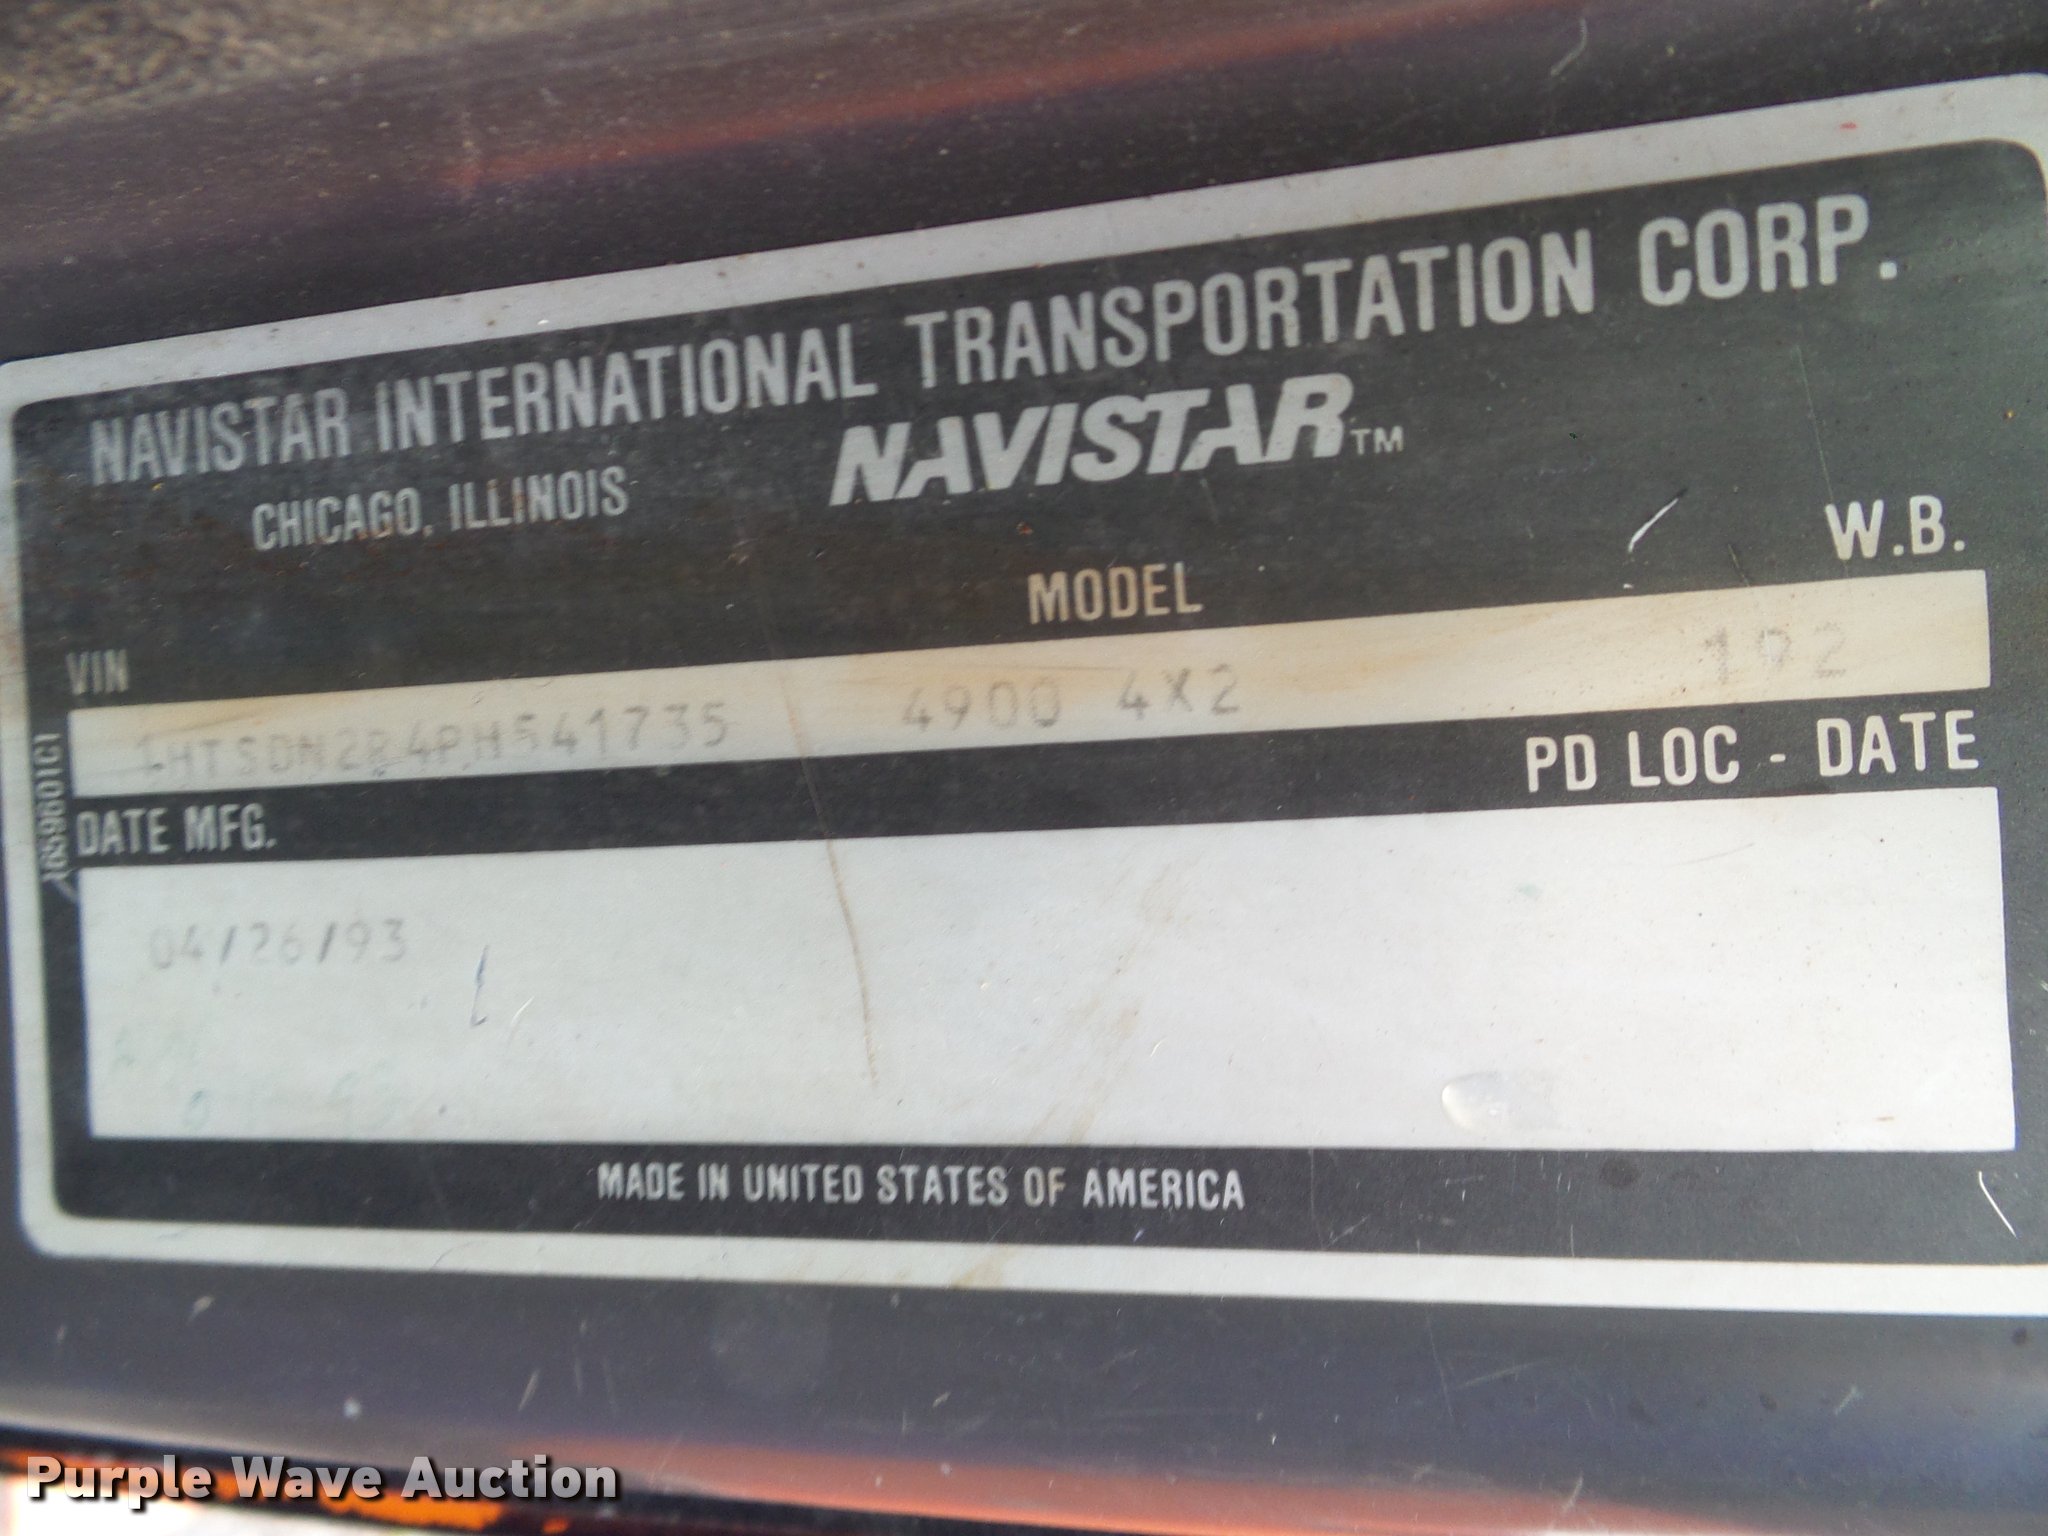 NAVISTAR INTERNATIONAL TRANSPORTATION CORP.
CHICAGO, ILLINOIS
NAVISTAR™
VIN
MODEL
W.B.
1HTSDN2R4PH541735
4900 4X2
192
DATE MFG.
PD LOC - DATE
04/26/93
1659601C1
MADE IN UNITED STATES OF AMERICA
Purple Wave Auction